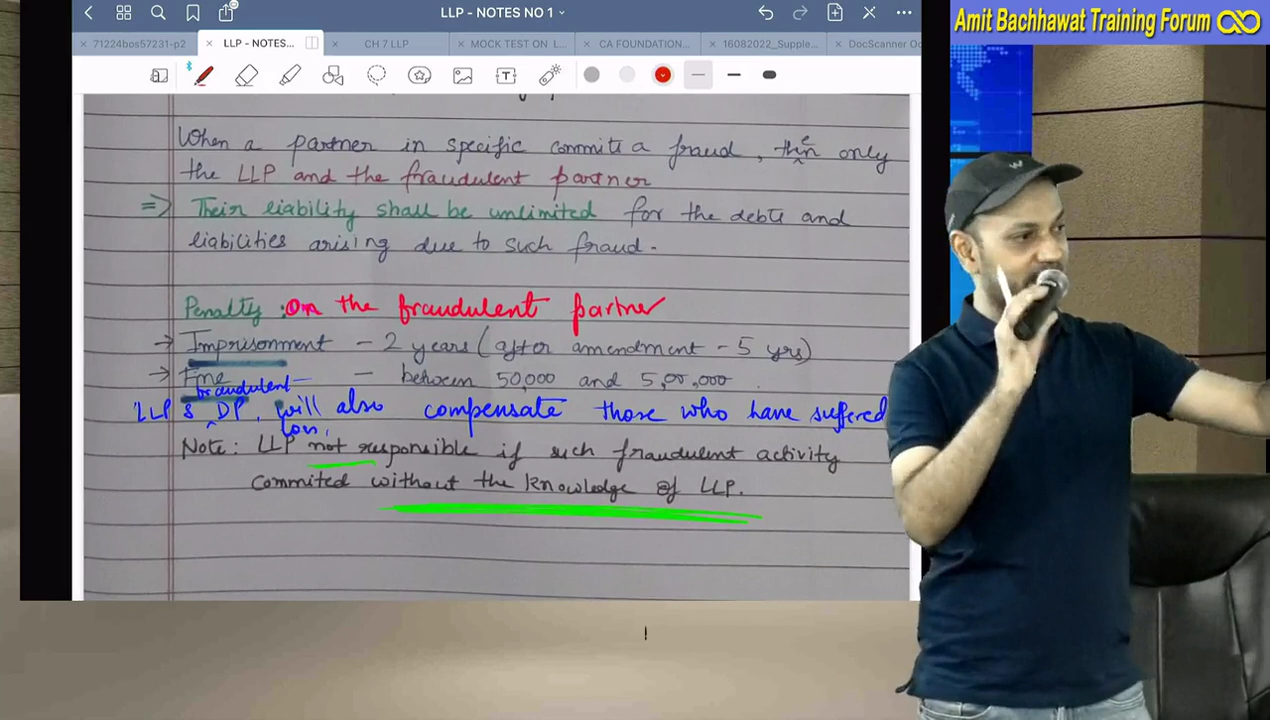 LLP - NOTES NO 1
Amit Bachhawat Training Forum
71224bos57231-p2
LLP - NOTES...
CH 7 LLP
MOCK TEST ON L...
CA FOUNDATION...
16082022_Supple...
DocScanner Oc
When a partner in specific commits a fraud, then only
the LLP and the fraudulent partner
=> Their liability shall be unlimited for the debts and
liabilities arising due to such fraud.
Penalty : On the fraudulent partner
→ Imprisonment - 2 years (after amendment - 5 yrs)
→ Fine - between 50,000 and 5,00,000
fraudulent
LLP & DP, will also compensate those who have suffered
loss,
Note: LLP not responsible if such fraudulent activity
commited without the knowledge of LLP.